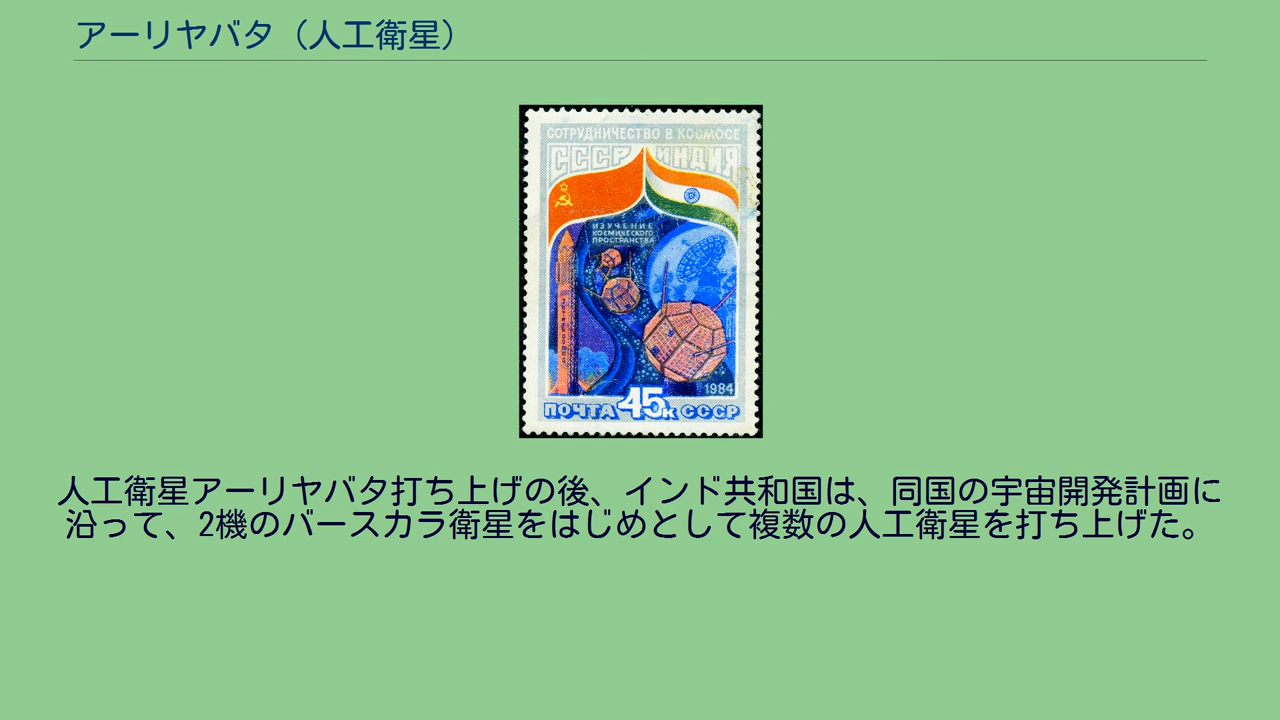 アーリヤバタ（人工衛星）
СОТРУДНИЧЕСТВО В КОСМОСЕ
СССР ИНДИЯ
ИЗУЧЕНИЕ
КОСМИЧЕСКОГО
ПРОСТРАНСТВА
1984
ПОЧТА 45к СССР
人工衛星アーリヤバタ打ち上げの後、インド共和国は、同国の宇宙開発計画に
沿って、2機のバースカラ衛星をはじめとして複数の人工衛星を打ち上げた。